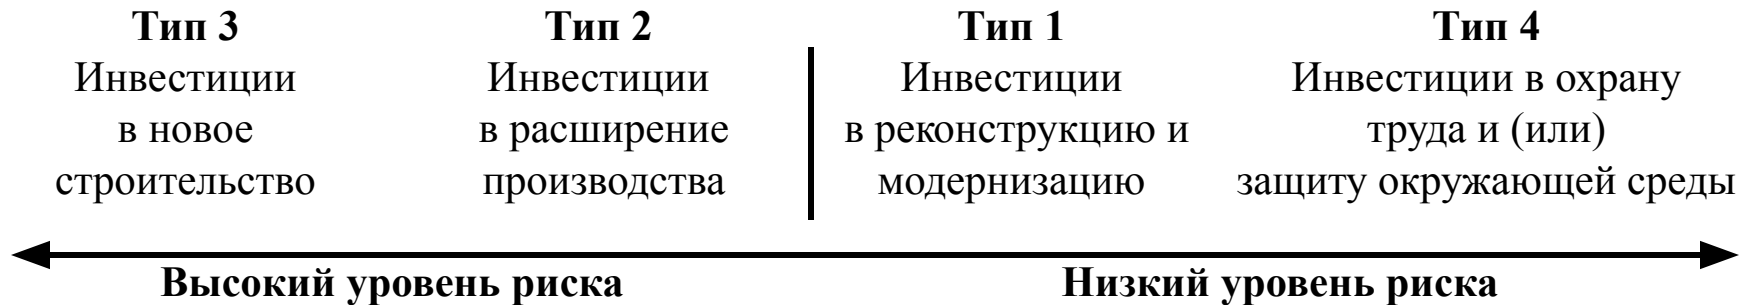 Тип 3
Инвестиции
в новое
строительство
Тип 2
Инвестиции
в расширение
производства
Тип 1
Инвестиции
в реконструкцию и
модернизацию
Тип 4
Инвестиции в охрану
труда и (или)
защиту окружающей среды
Высокий уровень риска
Низкий уровень риска